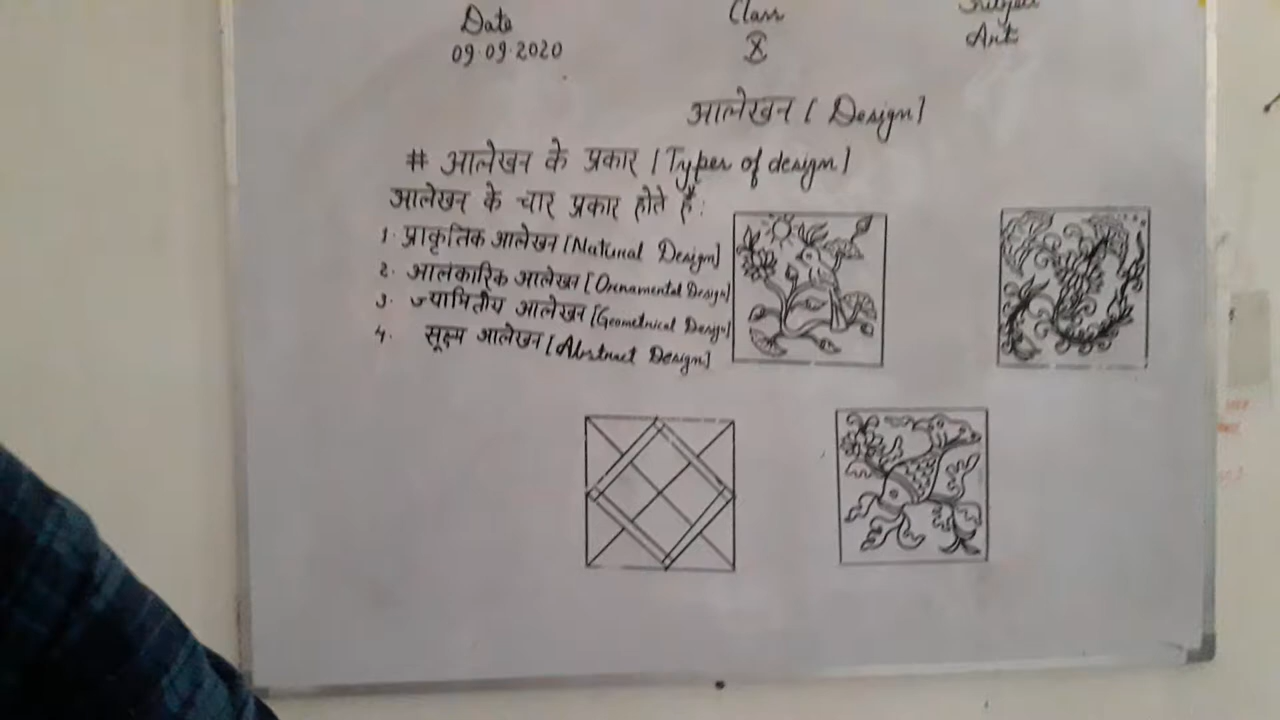 Date Class Subject
09.09.2020 X Art
आलेखन [Design]
# आलेखन के प्रकार [Types of design]
आलेखन के चार प्रकार होते हैं:
1. प्राकृतिक आलेखन [Natural Design]
2. आलंकारिक आलेखन [Ornamental Design]
3. ज्यामितीय आलेखन [Geometrical Design]
4. सूक्ष्म आलेखन [Abstract Design]